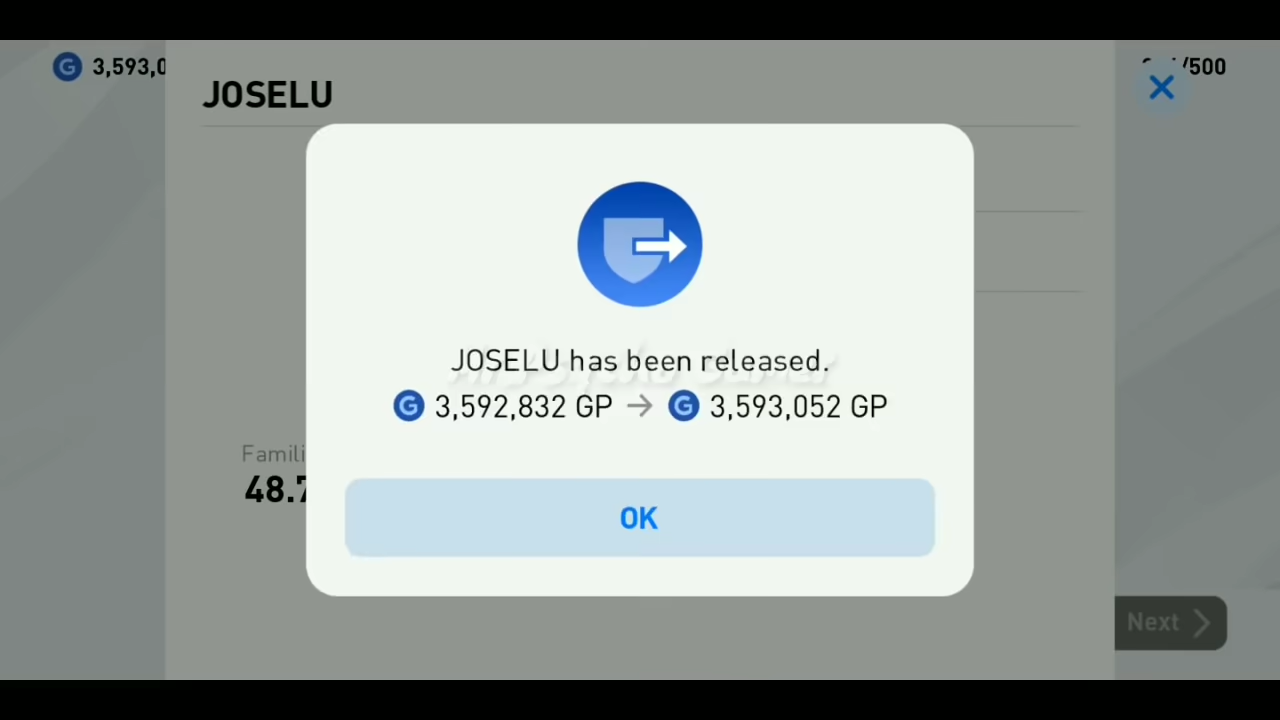 G 3,593,0
/500
JOSELU
JOSELU has been released.
G 3,592,832 GP → G 3,593,052 GP
Famili
48.7
OK
Next